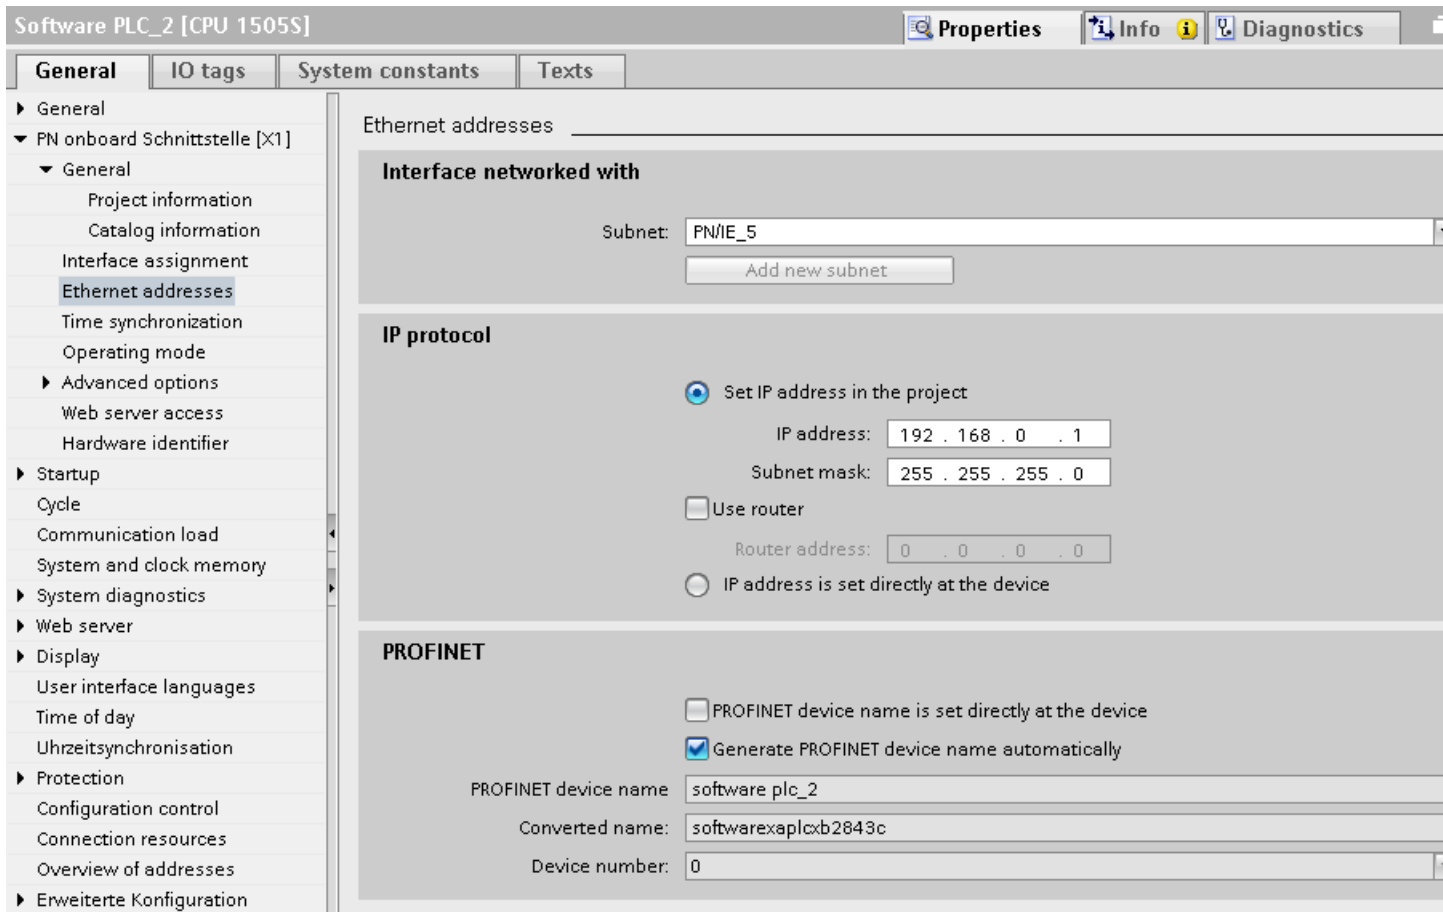 Software PLC_2 [CPU 1505S]
Properties
Info
Diagnostics
General
IO tags
System constants
Texts
General
PN onboard Schnittstelle [X1]
General
Project information
Catalog information
Interface assignment
Ethernet addresses
Time synchronization
Operating mode
Advanced options
Web server access
Hardware identifier
Startup
Cycle
Communication load
System and clock memory
System diagnostics
Web server
Display
User interface languages
Time of day
Uhrzeitsynchronisation
Protection
Configuration control
Connection resources
Overview of addresses
Erweiterte Konfiguration
Ethernet addresses
Interface networked with
Subnet: PN/IE_5
Add new subnet
IP protocol
Set IP address in the project
IP address: 192 . 168 . 0 . 1
Subnet mask: 255 . 255 . 255 . 0
Use router
Router address: 0 . 0 . 0 . 0
IP address is set directly at the device
PROFINET
PROFINET device name is set directly at the device
Generate PROFINET device name automatically
PROFINET device name software plc_2
Converted name: softwarexaplcxb2843c
Device number: 0